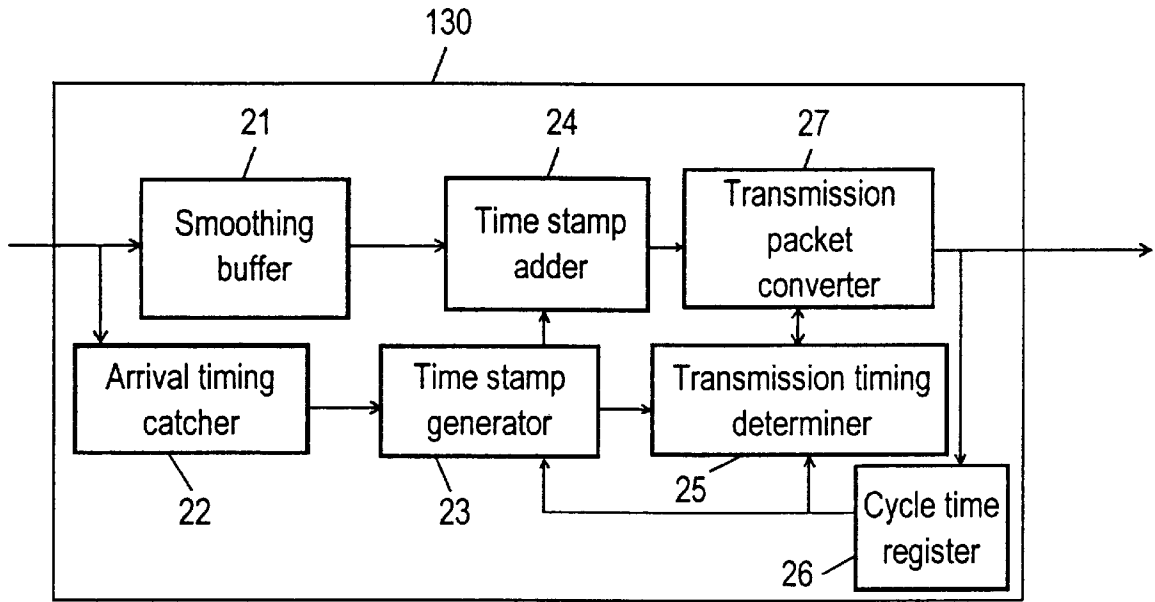 130
21
24
27
Smoothing
buffer
Time stamp
adder
Transmission
packet
converter
Arrival timing
catcher
Time stamp
generator
Transmission timing
determiner
22
23
25
Cycle time
register
26